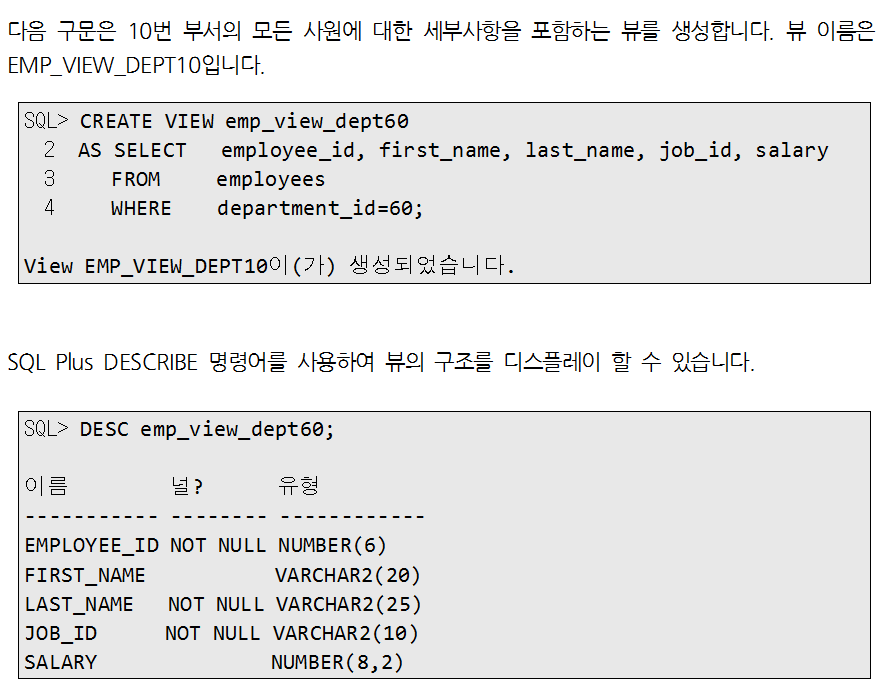 다음 구문은 10번 부서의 모든 사원에 대한 세부사항을 포함하는 뷰를 생성합니다. 뷰 이름은
EMP_VIEW_DEPT10입니다.
SQL> CREATE VIEW emp_view_dept60
2 AS SELECT employee_id, first_name, last_name, job_id, salary
3 FROM employees
4 WHERE department_id=60;
View EMP_VIEW_DEPT10이(가) 생성되었습니다.
SQL Plus DESCRIBE 명령어를 사용하여 뷰의 구조를 디스플레이 할 수 있습니다.
SQL> DESC emp_view_dept60;
이름 널? 유형
----------- -------- ------------
EMPLOYEE_ID NOT NULL NUMBER(6)
FIRST_NAME VARCHAR2(20)
LAST_NAME NOT NULL VARCHAR2(25)
JOB_ID NOT NULL VARCHAR2(10)
SALARY NUMBER(8,2)